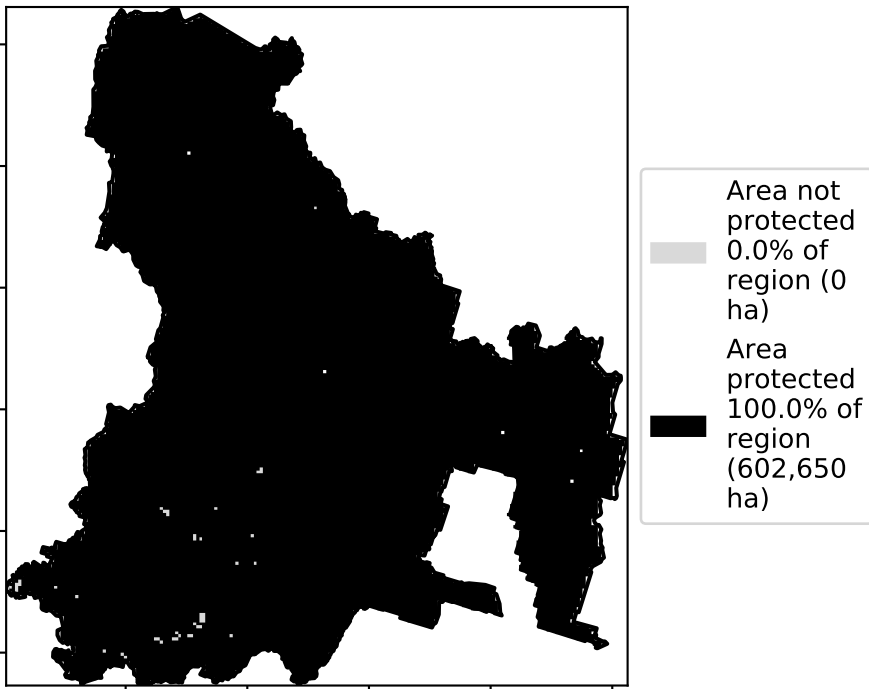 Area not
protected
0.0% of
region (0
ha)
Area
protected
100.0% of
region
(602,650
ha)